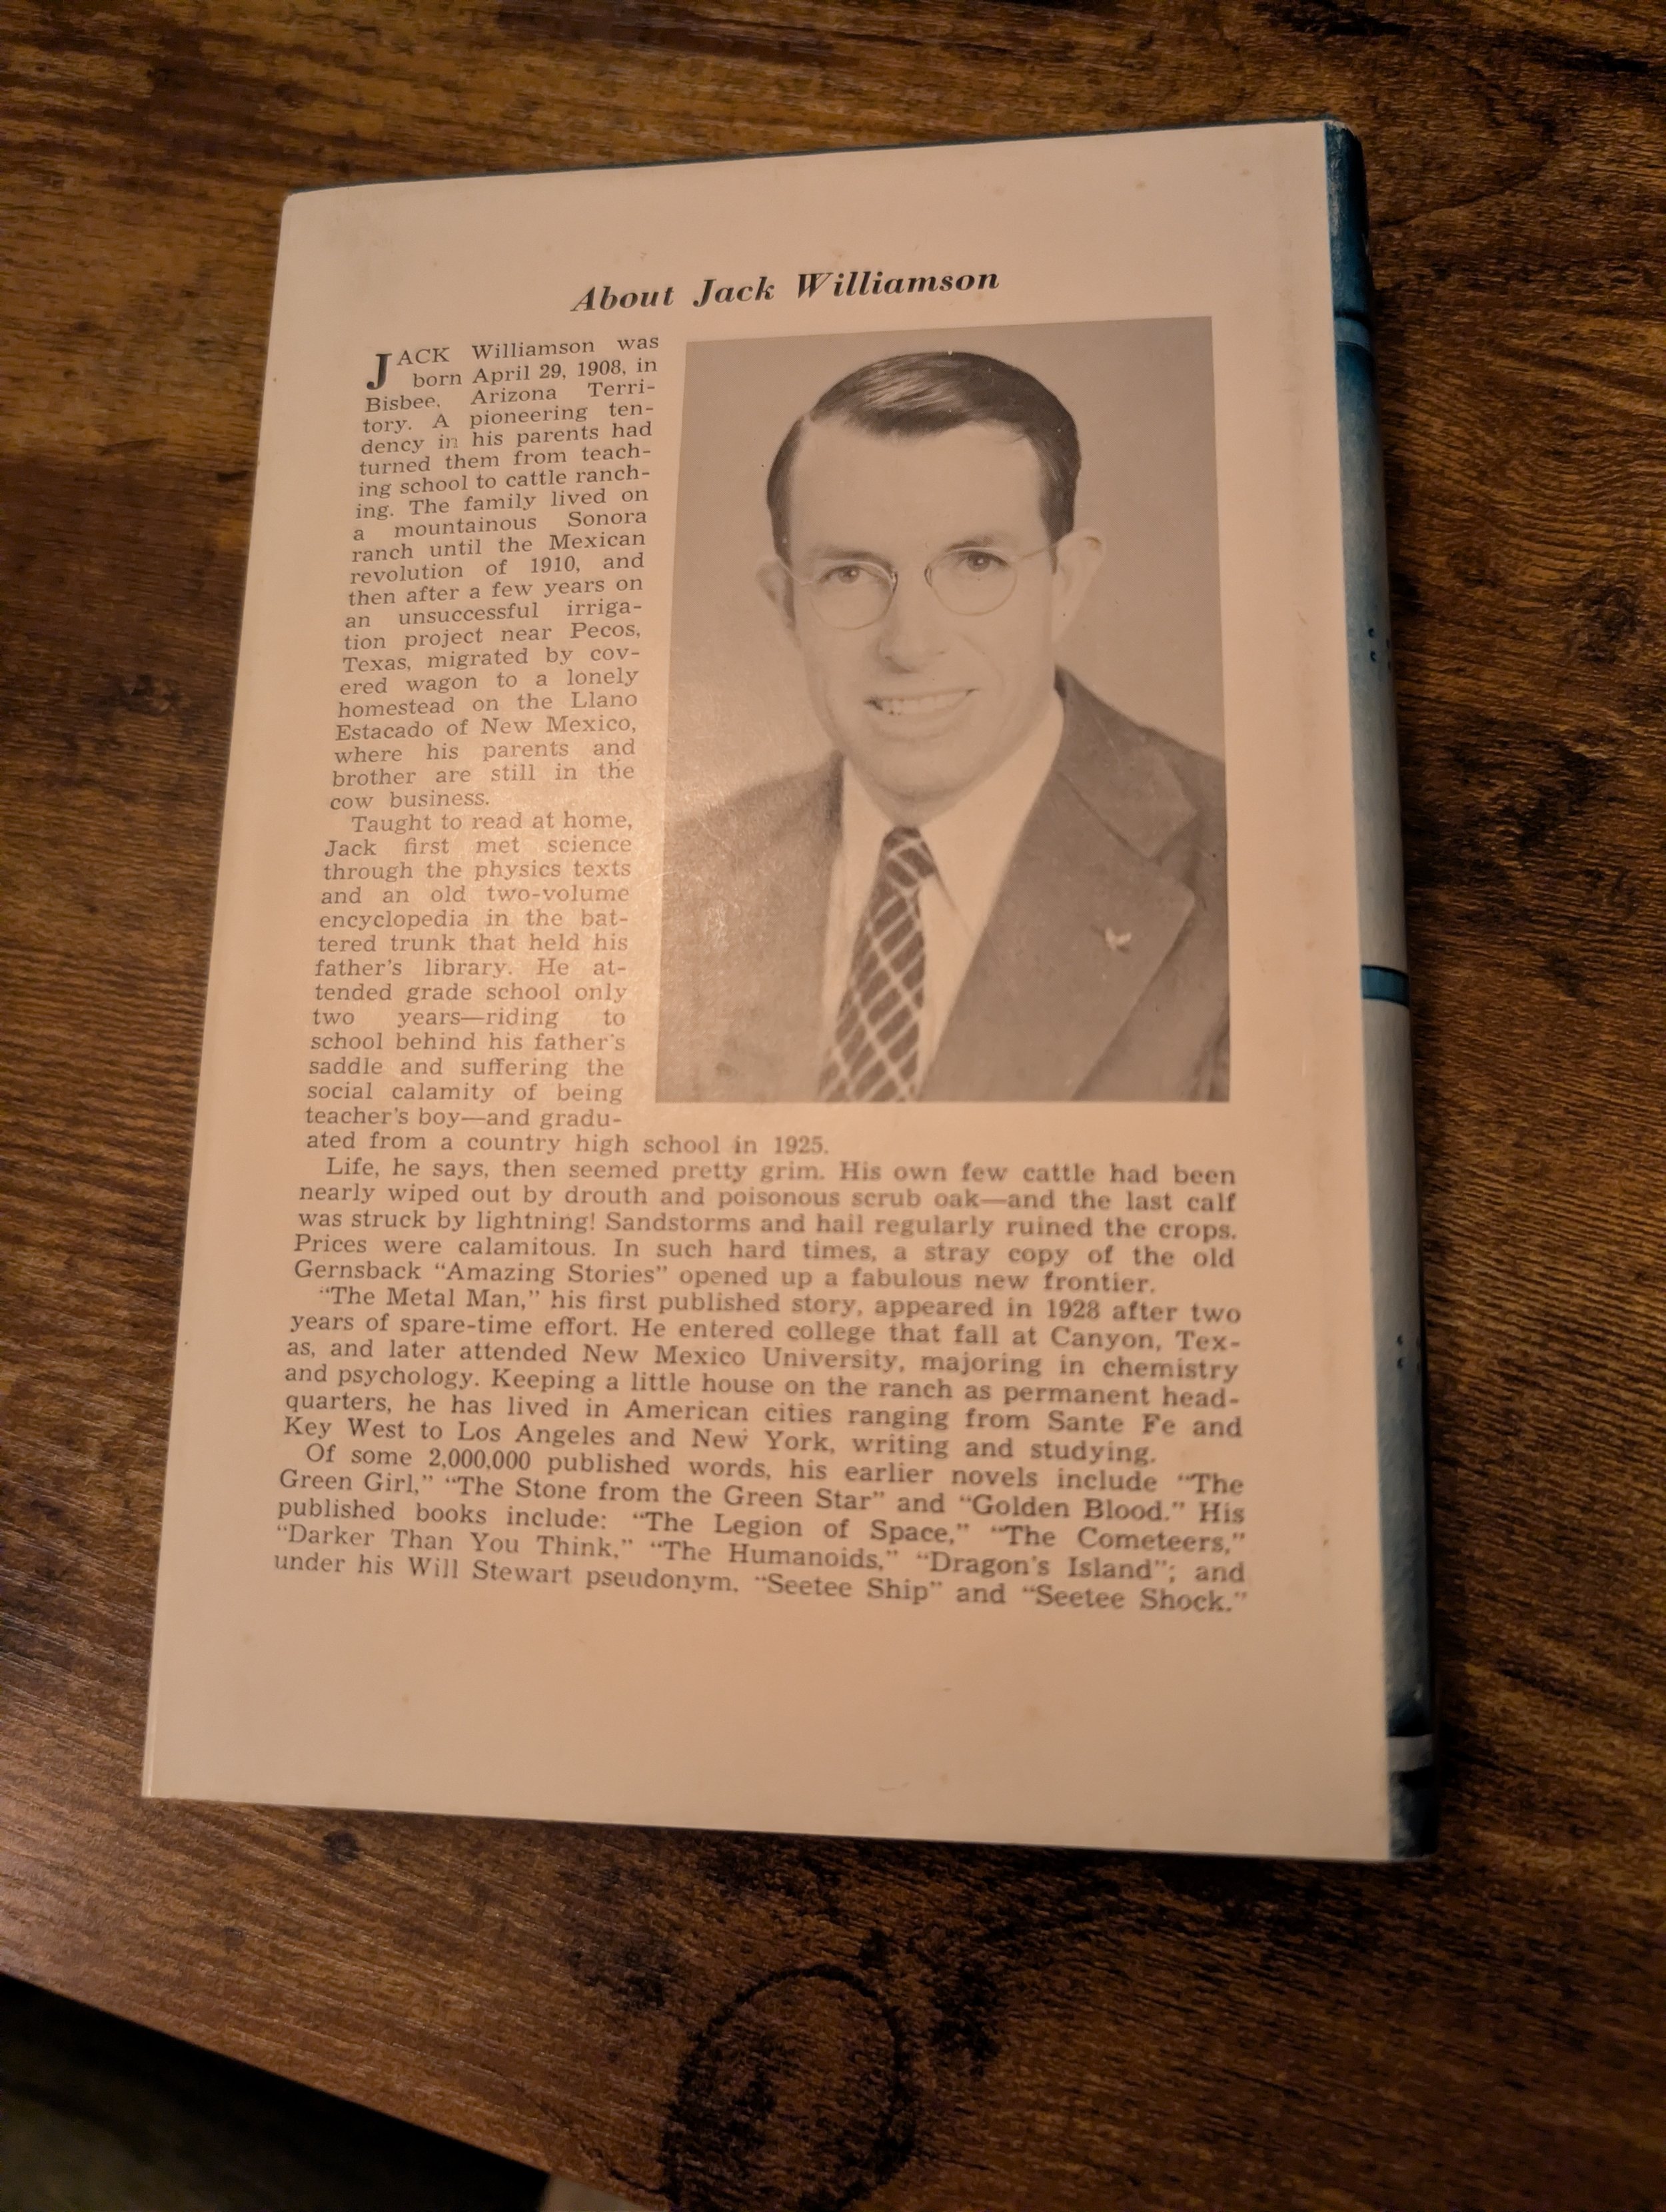 About Jack Williamson
JACK Williamson was
born April 29, 1908, in
Bisbee, Arizona Terri-
tory. A pioneering ten-
dency in his parents had
turned them from teach-
ing school to cattle ranch-
ing. The family lived on
a mountainous Sonora
ranch until the Mexican
revolution of 1910, and
then after a few years on
an unsuccessful irriga-
tion project near Pecos,
Texas, migrated by cov-
ered wagon to a lonely
homestead on the Llano
Estacado of New Mexico,
where his parents and
brother are still in the
cow business.
Taught to read at home,
Jack first met science
through the physics texts
and an old two-volume
encyclopedia in the bat-
tered trunk that held his
father's library. He at-
tended grade school only
two years—riding to
school behind his father's
saddle and suffering the
social calamity of being
teacher's boy—and gradu-
ated from a country high school in 1925.
Life, he says, then seemed pretty grim. His own few cattle had been
nearly wiped out by drouth and poisonous scrub oak—and the last calf
was struck by lightning! Sandstorms and hail regularly ruined the crops.
Prices were calamitous. In such hard times, a stray copy of the old
Gernsback “Amazing Stories” opened up a fabulous new frontier.
“The Metal Man,” his first published story, appeared in 1928 after two
years of spare-time effort. He entered college that fall at Canyon, Tex-
as, and later attended New Mexico University, majoring in chemistry
and psychology. Keeping a little house on the ranch as permanent head-
quarters, he has lived in American cities ranging from Sante Fe and
Key West to Los Angeles and New York, writing and studying.
Of some 2,000,000 published words, his earlier novels include “The
Green Girl,” “The Stone from the Green Star” and “Golden Blood.” His
published books include: “The Legion of Space,” “The Cometeers,”
“Darker Than You Think,” “The Humanoids,” “Dragon's Island”; and
under his Will Stewart pseudonym, “Seetee Ship” and “Seetee Shock.”